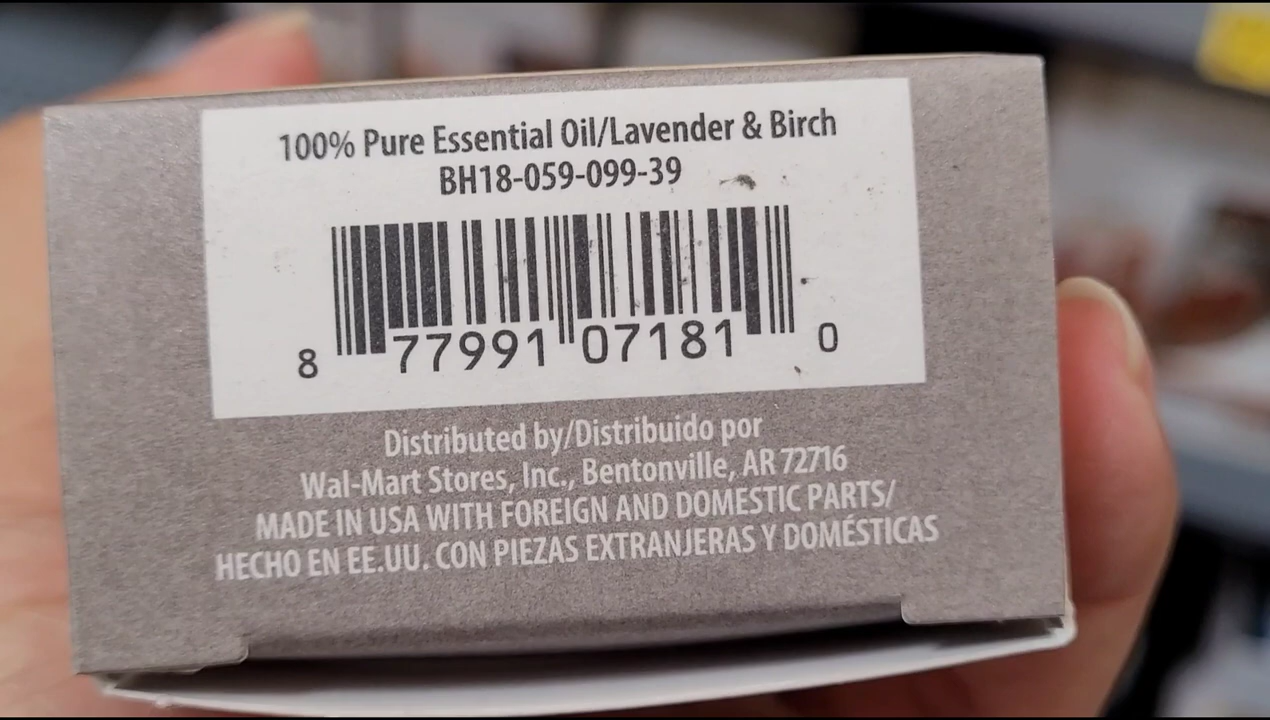 100% Pure Essential Oil/Lavender & Birch
BH18-059-099-39
8 77991 07181 0
Distributed by/Distribuido por
Wal-Mart Stores, Inc., Bentonville, AR 72716
MADE IN USA WITH FOREIGN AND DOMESTIC PARTS/
HECHO EN EE.UU. CON PIEZAS EXTRANJERAS Y DOMÉSTICAS